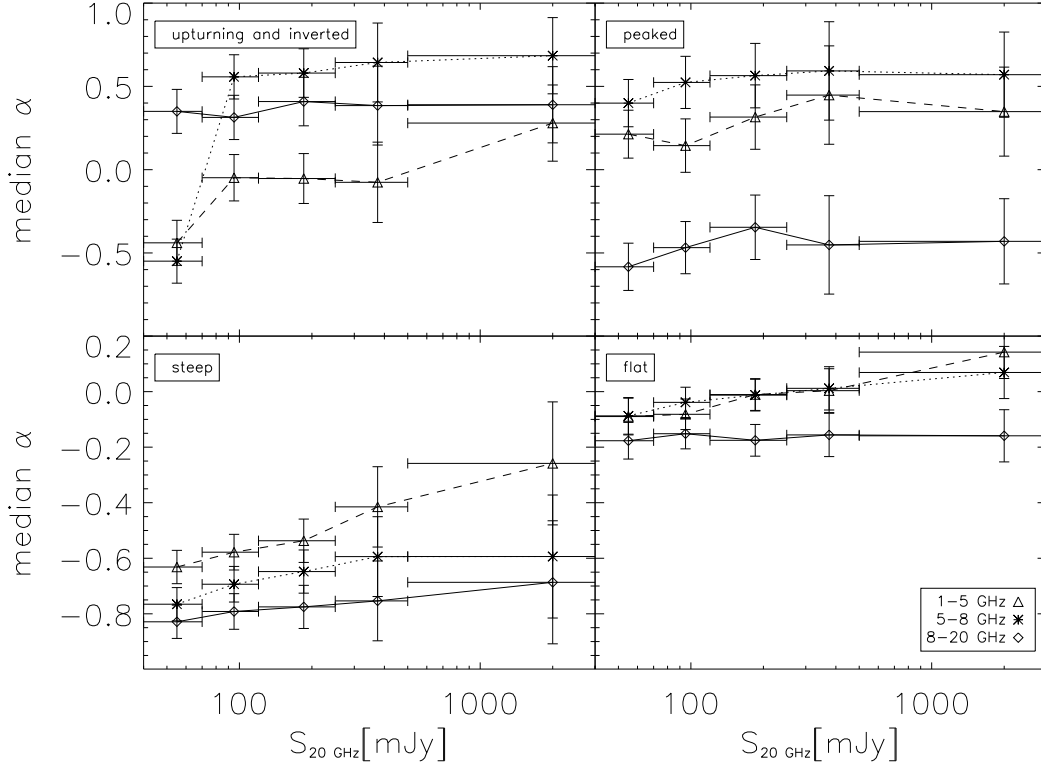 1.0
upturning and inverted
peaked
0.5
0.0
−0.5
median α
0.2
steep
flat
0.0
−0.2
−0.4
−0.6
−0.8
median α
1−5 GHz
5−8 GHz
8−20 GHz
100 1000 100 1000
S20 GHz[mJy] S20 GHz[mJy]